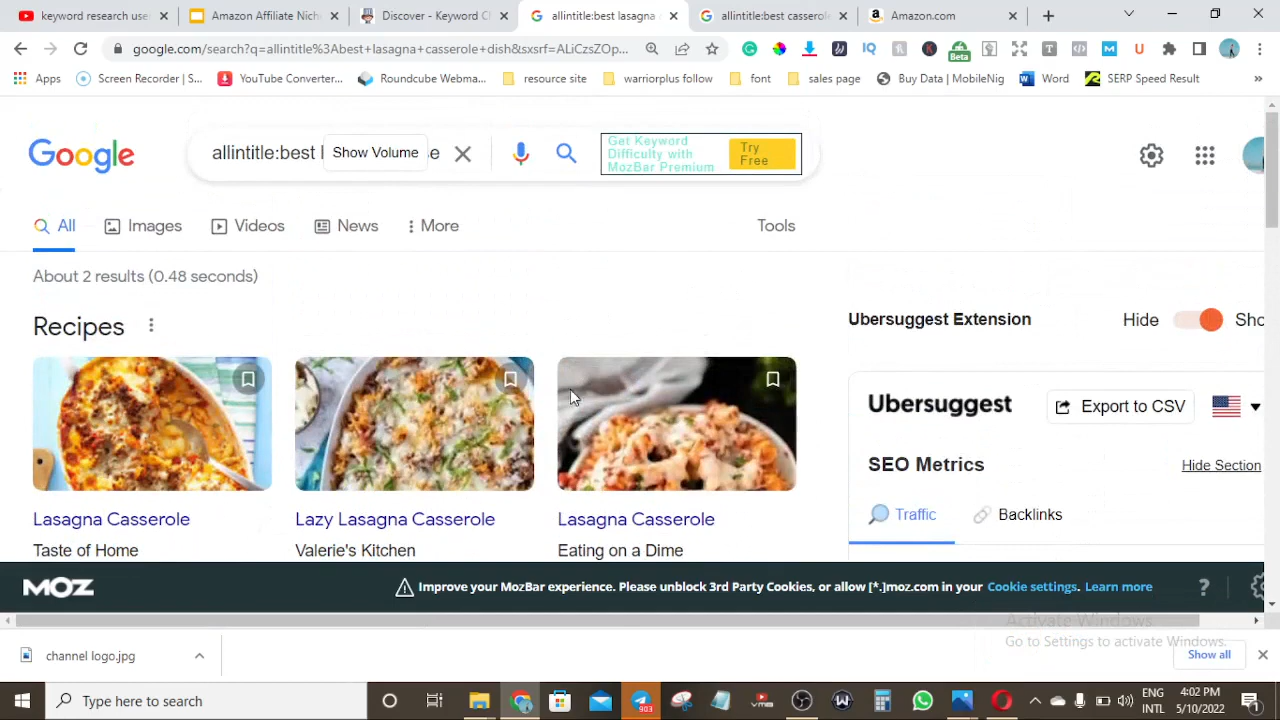 keyword research use
Amazon Affiliate Nich
Discover - Keyword C
allintitle:best lasagna
allintitle:best casserol
Amazon.com
google.com/search?q=allintitle%3Abest+lasagna+casserole+dish&sxsrf=ALiCzsZOp...
Apps
Screen Recorder | S...
YouTube Converter...
Roundcube Webma...
resource site
warriorplus follow
font
sales page
Buy Data | MobileNig
Word
SERP Speed Result
Beta
Google
allintitle:best l
Show Volume
e
Get Keyword
Difficulty with
MozBar Premium
Try
Free
All
Images
Videos
News
More
Tools
About 2 results (0.48 seconds)
Recipes
Ubersuggest Extension
Hide
Sho
Ubersuggest
Export to CSV
SEO Metrics
Hide Section
Traffic
Backlinks
Lasagna Casserole
Lazy Lasagna Casserole
Lasagna Casserole
Taste of Home
Valerie's Kitchen
Eating on a Dime
MOZ
Improve your MozBar experience. Please unblock 3rd Party Cookies, or allow [*.]moz.com in your Cookie settings. Learn more
Activate Windows
Go to Settings to activate Windows.
channel logo.jpg
Show all
Type here to search
903
ENG
INTL
4:02 PM
5/10/2022